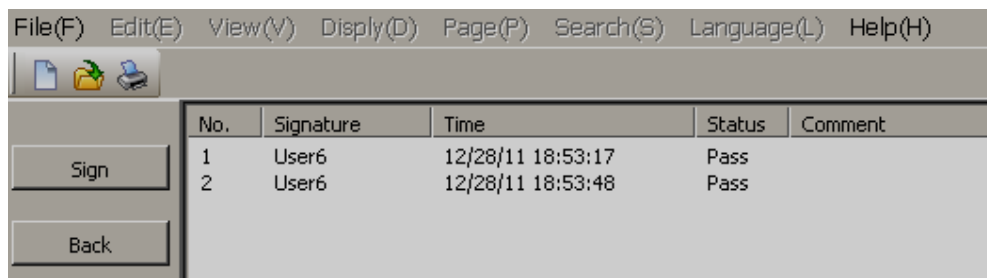 File(F) Edit(E) View(V) Disply(D) Page(P) Search(S) Language(L) Help(H)
No. Signature Time Status Comment
1 User6 12/28/11 18:53:17 Pass
Sign
2 User6 12/28/11 18:53:48 Pass
Back